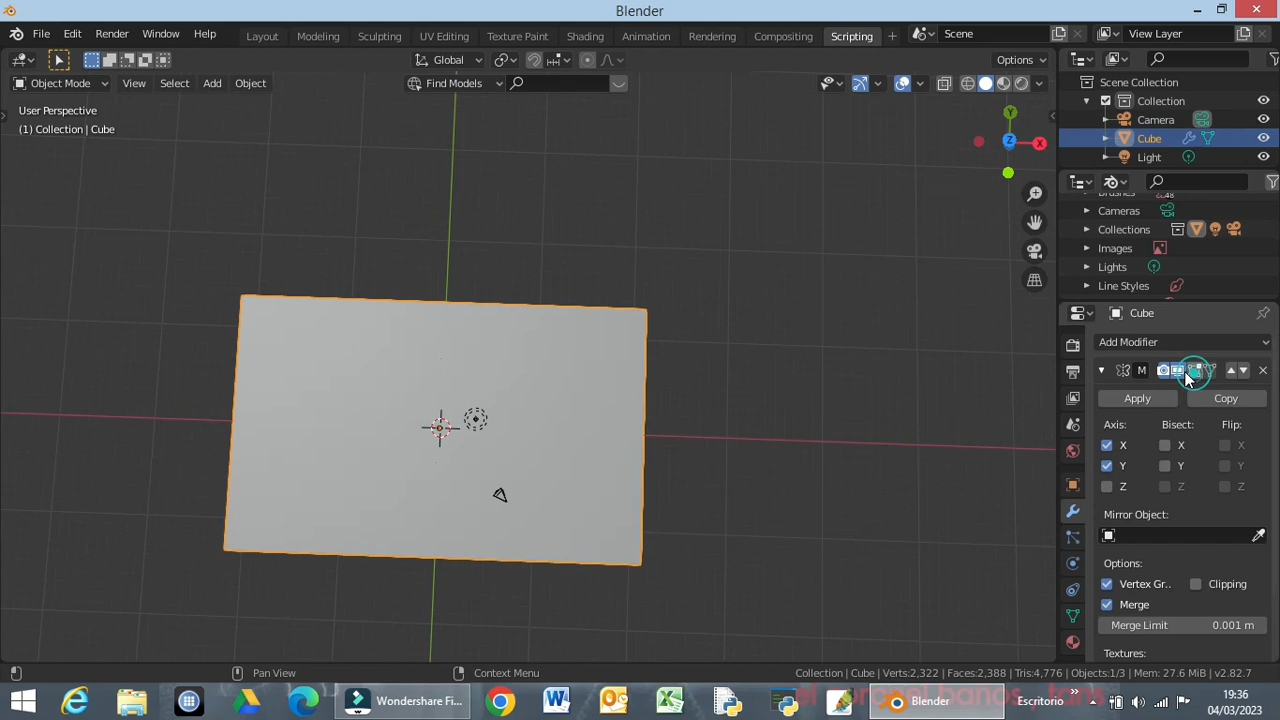 Blender
File Edit Render Window Help Layout Modeling Sculpting UV Editing Texture Paint Shading Animation Rendering Compositing Scripting + Scene View Layer
Global Options
Object Mode View Select Add Object Find Models
User Perspective
(1) Collection | Cube
Y
Z X
Scene Collection
Collection
Camera
Cube
Light
Brushes 48
Cameras
Collections
Images
Lights
Line Styles
Cube
Add Modifier
M
Apply Copy
Axis: Bisect: Flip:
X X X
Y Y Y
Z Z Z
Mirror Object:
Options:
Vertex Gr.. Clipping
Merge
Merge Limit 0.001 m
Textures:
Pan View Context Menu Collection | Cube | Verts:2,322 | Faces:2,388 | Tris:4,776 | Objects:1/3 | Mem: 27.6 MiB | v2.82.7
Wondershare Fi... Blender Escritorio
19:36
04/03/2023